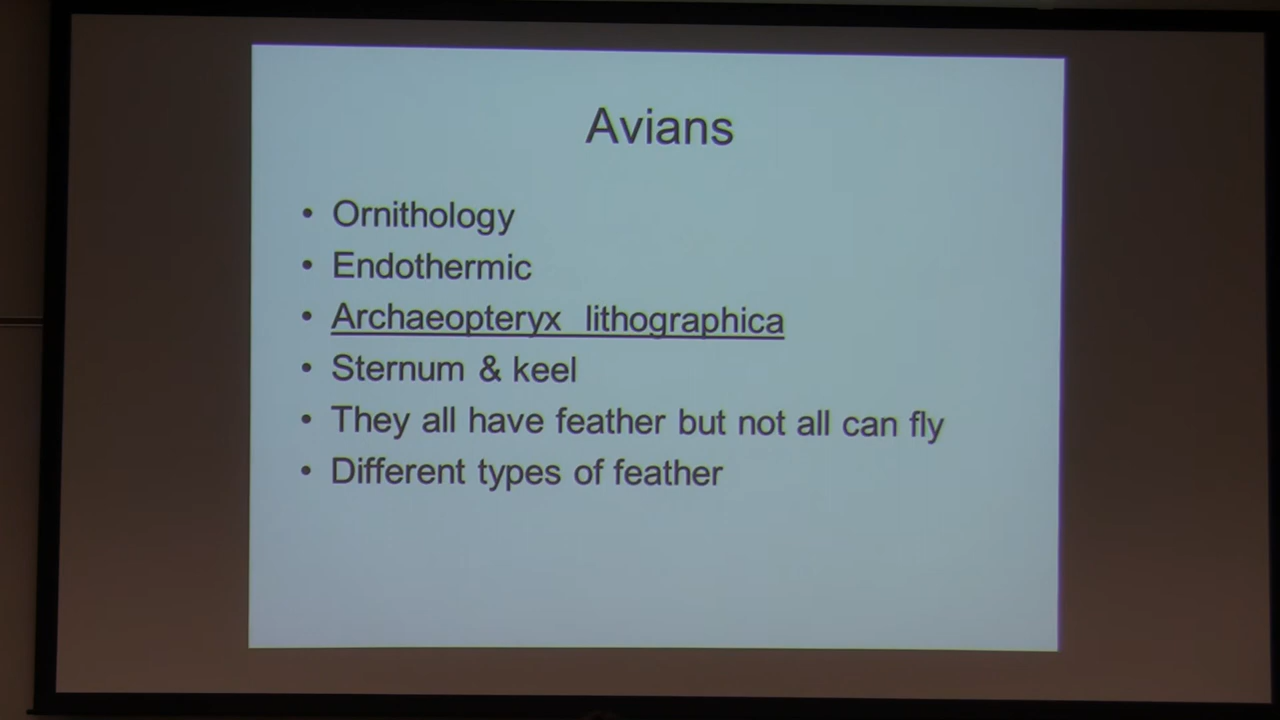 Avians
• Ornithology
• Endothermic
• Archaeopteryx lithographica
• Sternum & keel
• They all have feather but not all can fly
• Different types of feather